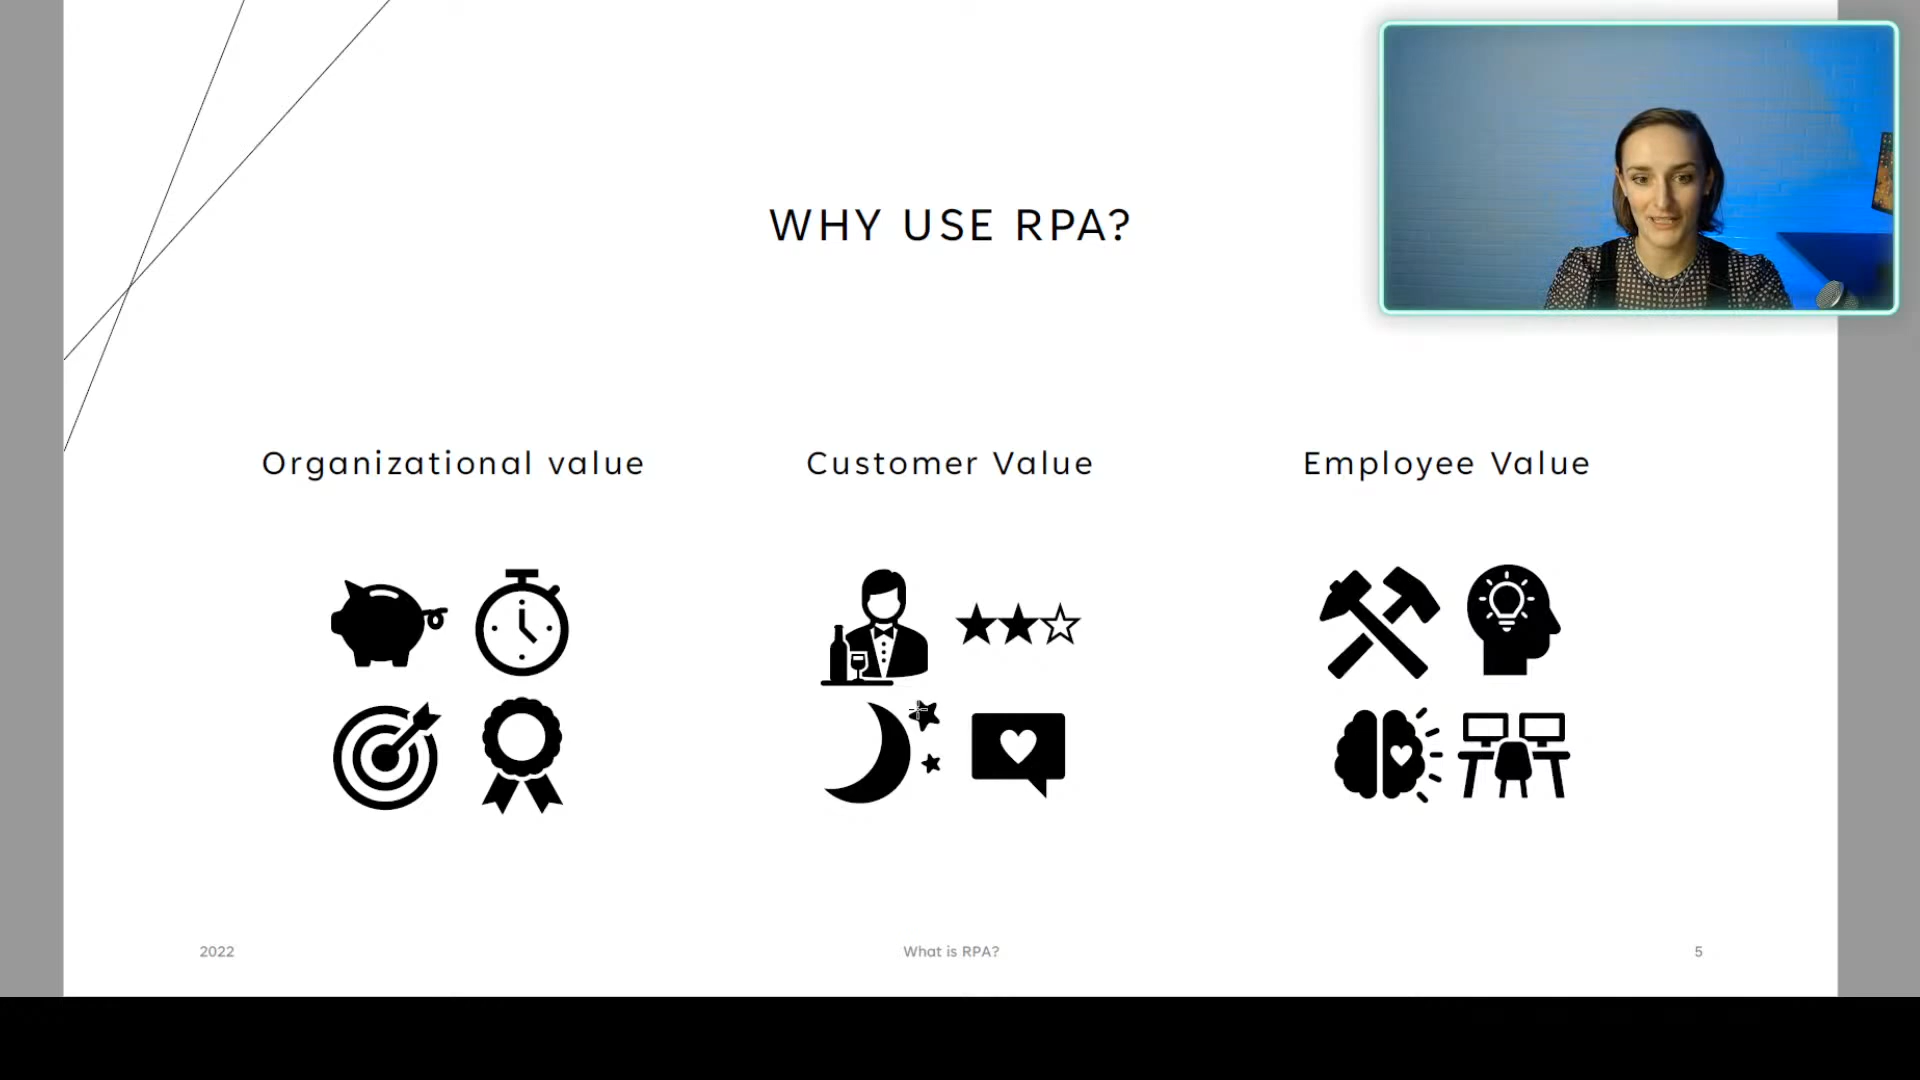 WHY USE RPA?
Organizational value
Customer Value
Employee Value
2022
What is RPA?
5